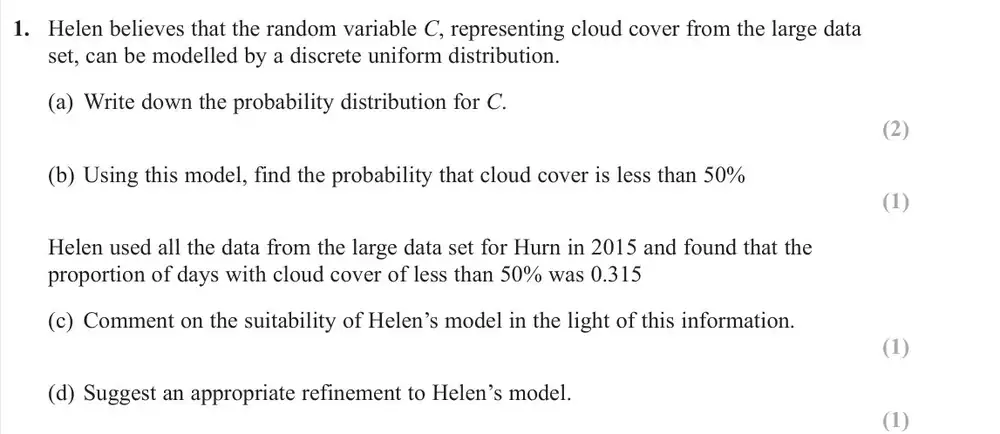 1. Helen believes that the random variable C, representing cloud cover from the large data
set, can be modelled by a discrete uniform distribution.
(a) Write down the probability distribution for C.
(2)
(b) Using this model, find the probability that cloud cover is less than 50%
(1)
Helen used all the data from the large data set for Hurn in 2015 and found that the
proportion of days with cloud cover of less than 50% was 0.315
(c) Comment on the suitability of Helen’s model in the light of this information.
(1)
(d) Suggest an appropriate refinement to Helen’s model.
(1)